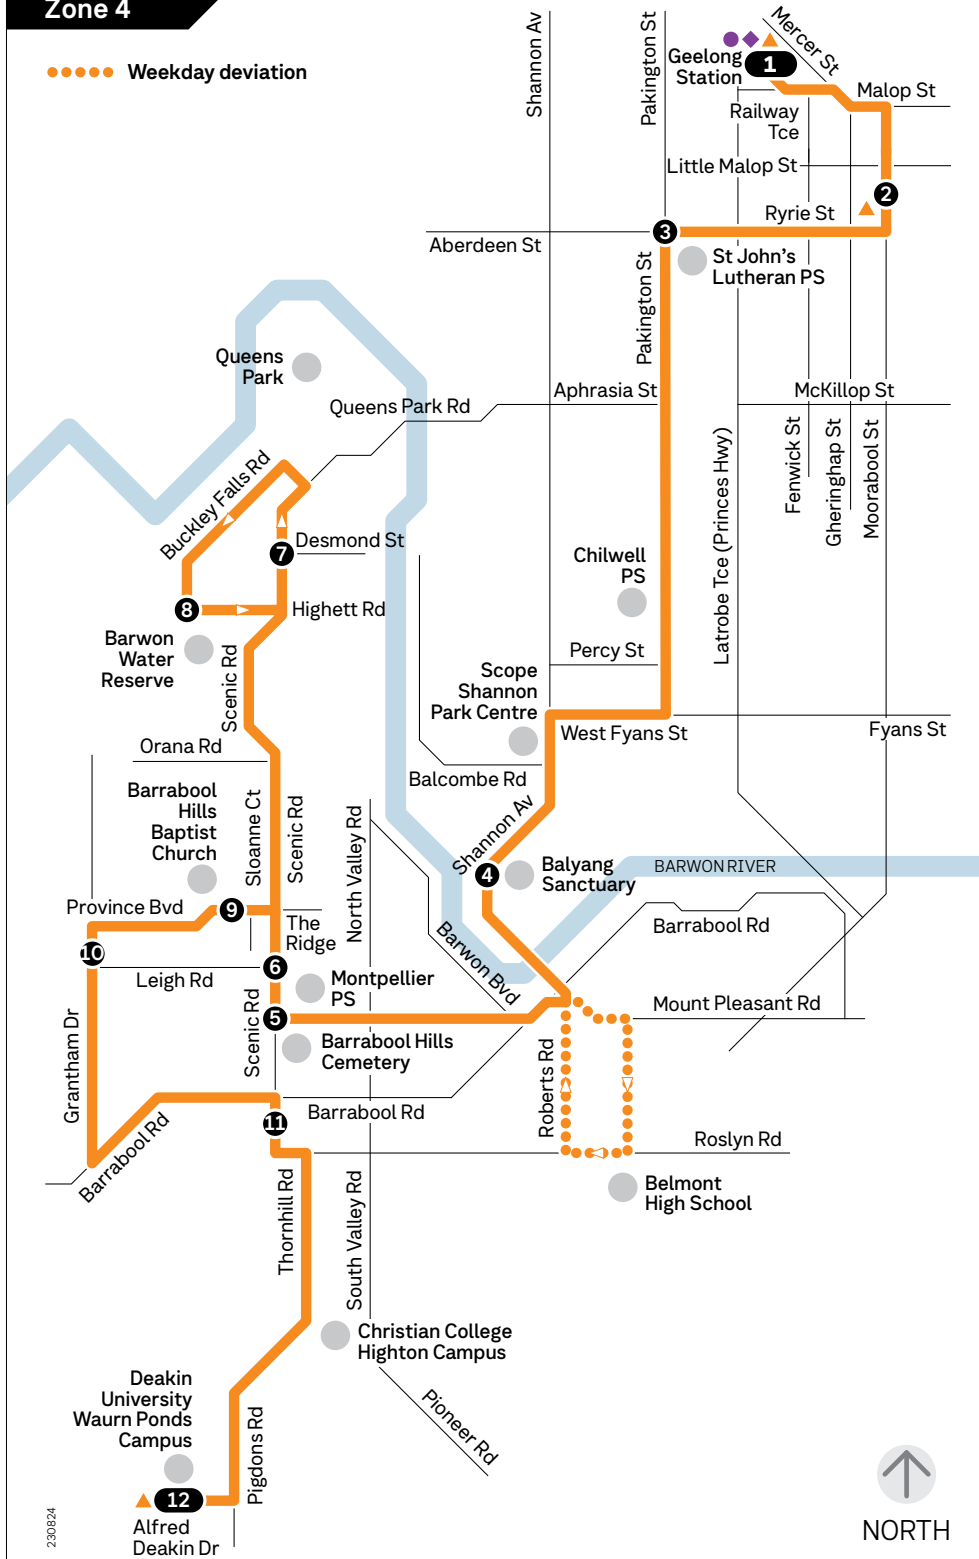 Zone 4
Weekday deviation
Shannon Av
Pakington St
Geelong
Station
1
Mercer St
Malop St
Railway
Tce
Little Malop St
2
Ryrie St
3
Aberdeen St
St John's
Lutheran PS
Pakington St
Queens
Park
Queens Park Rd
Aphrasia St
McKillop St
Latrobe Tce (Princes Hwy)
Fenwick St
Gheringhap St
Moorabool St
Buckley Falls Rd
7
Desmond St
Chilwell
PS
8
Highett Rd
Barwon
Water
Reserve
Scenic Rd
Percy St
Scope
Shannon
Park Centre
West Fyans St
Fyans St
Orana Rd
Balcombe Rd
Barrabool
Hills
Baptist
Church
Sloanne Ct
Scenic Rd
North Valley Rd
Shannon Av
4
Balyang
Sanctuary
BARWON RIVER
Province Bvd
9
The
Ridge
Barrabool Rd
10
Leigh Rd
6
Montpellier
PS
Barwon Bvd
Mount Pleasant Rd
Grantham Dr
Scenic Rd
5
Barrabool Hills
Cemetery
Roberts Rd
Barrabool Rd
11
Barrabool Rd
Roslyn Rd
Belmont
High School
Thornhill Rd
South Valley Rd
Christian College
Highton Campus
Deakin
University
Waurn Ponds
Campus
Pigdons Rd
Pioneer Rd
12
Alfred
Deakin Dr
230824
NORTH